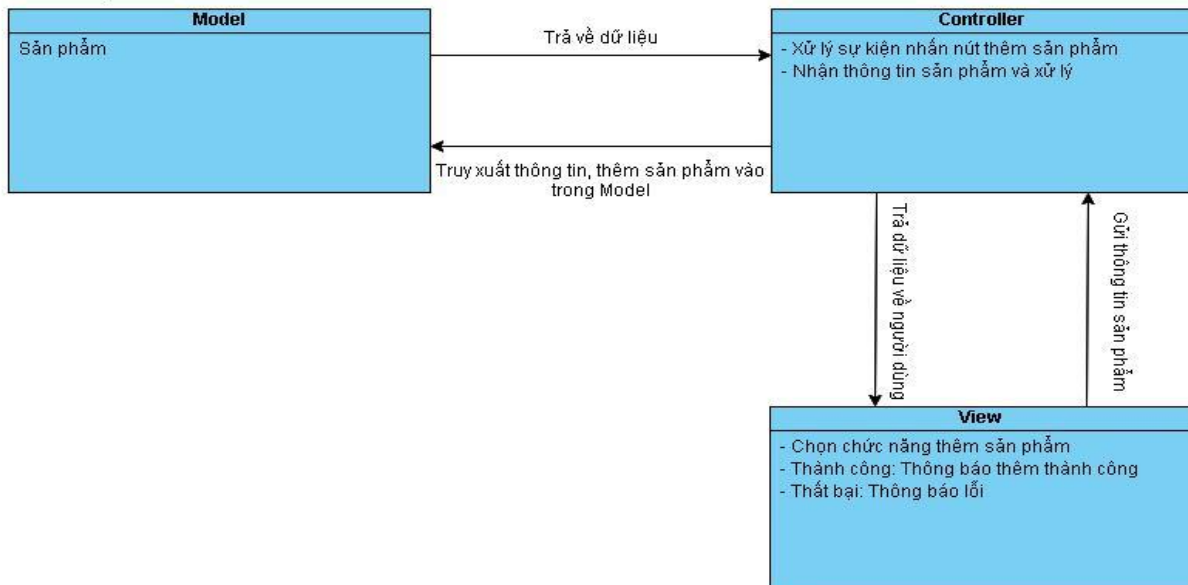 Model
Sản phẩm
Trả về dữ liệu
Controller
- Xử lý sự kiện nhấn nút thêm sản phẩm
- Nhận thông tin sản phẩm và xử lý
Truy xuất thông tin, thêm sản phẩm vào
trong Model
Trả dữ liệu về người dùng
Gửi thông tin sản phẩm
View
- Chọn chức năng thêm sản phẩm
- Thành công: Thông báo thêm thành công
- Thất bại: Thông báo lỗi